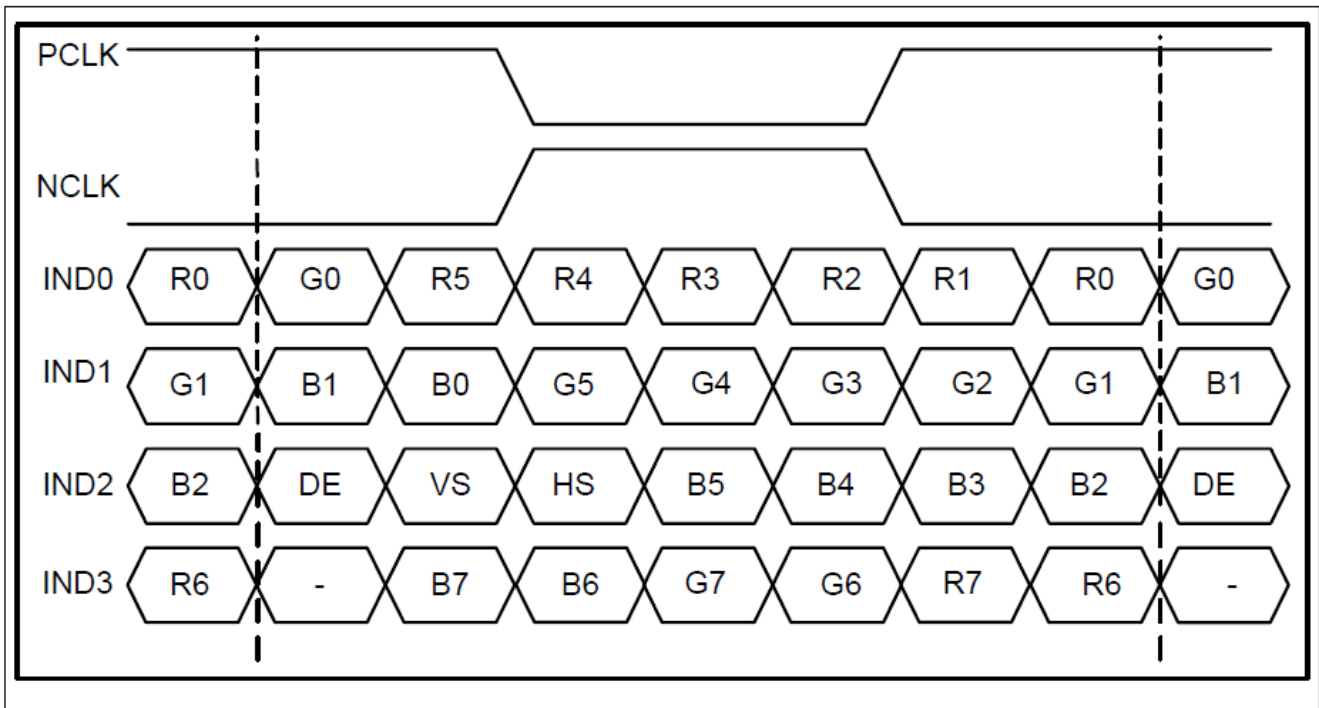 PCLK
NCLK
IND0 R0 G0 R5 R4 R3 R2 R1 R0 G0
IND1 G1 B1 B0 G5 G4 G3 G2 G1 B1
IND2 B2 DE VS HS B5 B4 B3 B2 DE
IND3 R6 - B7 B6 G7 G6 R7 R6 -